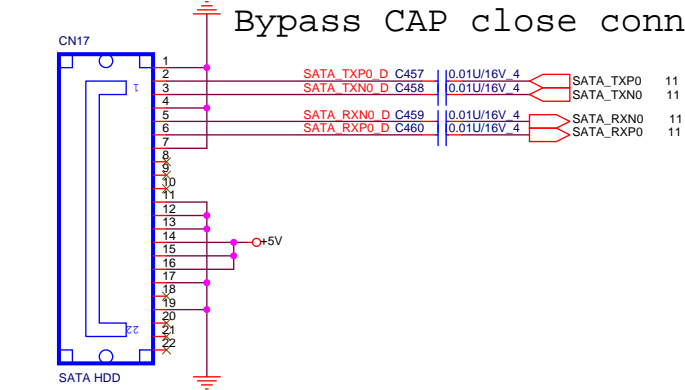 Bypass CAP close conn
CN17
1
2 SATA_TXP0_D C457 0.01U/16V_4 SATA_TXP0 11
3 SATA_TXN0_D C458 0.01U/16V_4 SATA_TXN0 11
4
5 SATA_RXN0_D C459 0.01U/16V_4 SATA_RXN0 11
6 SATA_RXP0_D C460 0.01U/16V_4 SATA_RXP0 11
7
8
9
10
11
12
13
14 +5V
15
16
17
18
19
20
21
22
1
22
SATA HDD